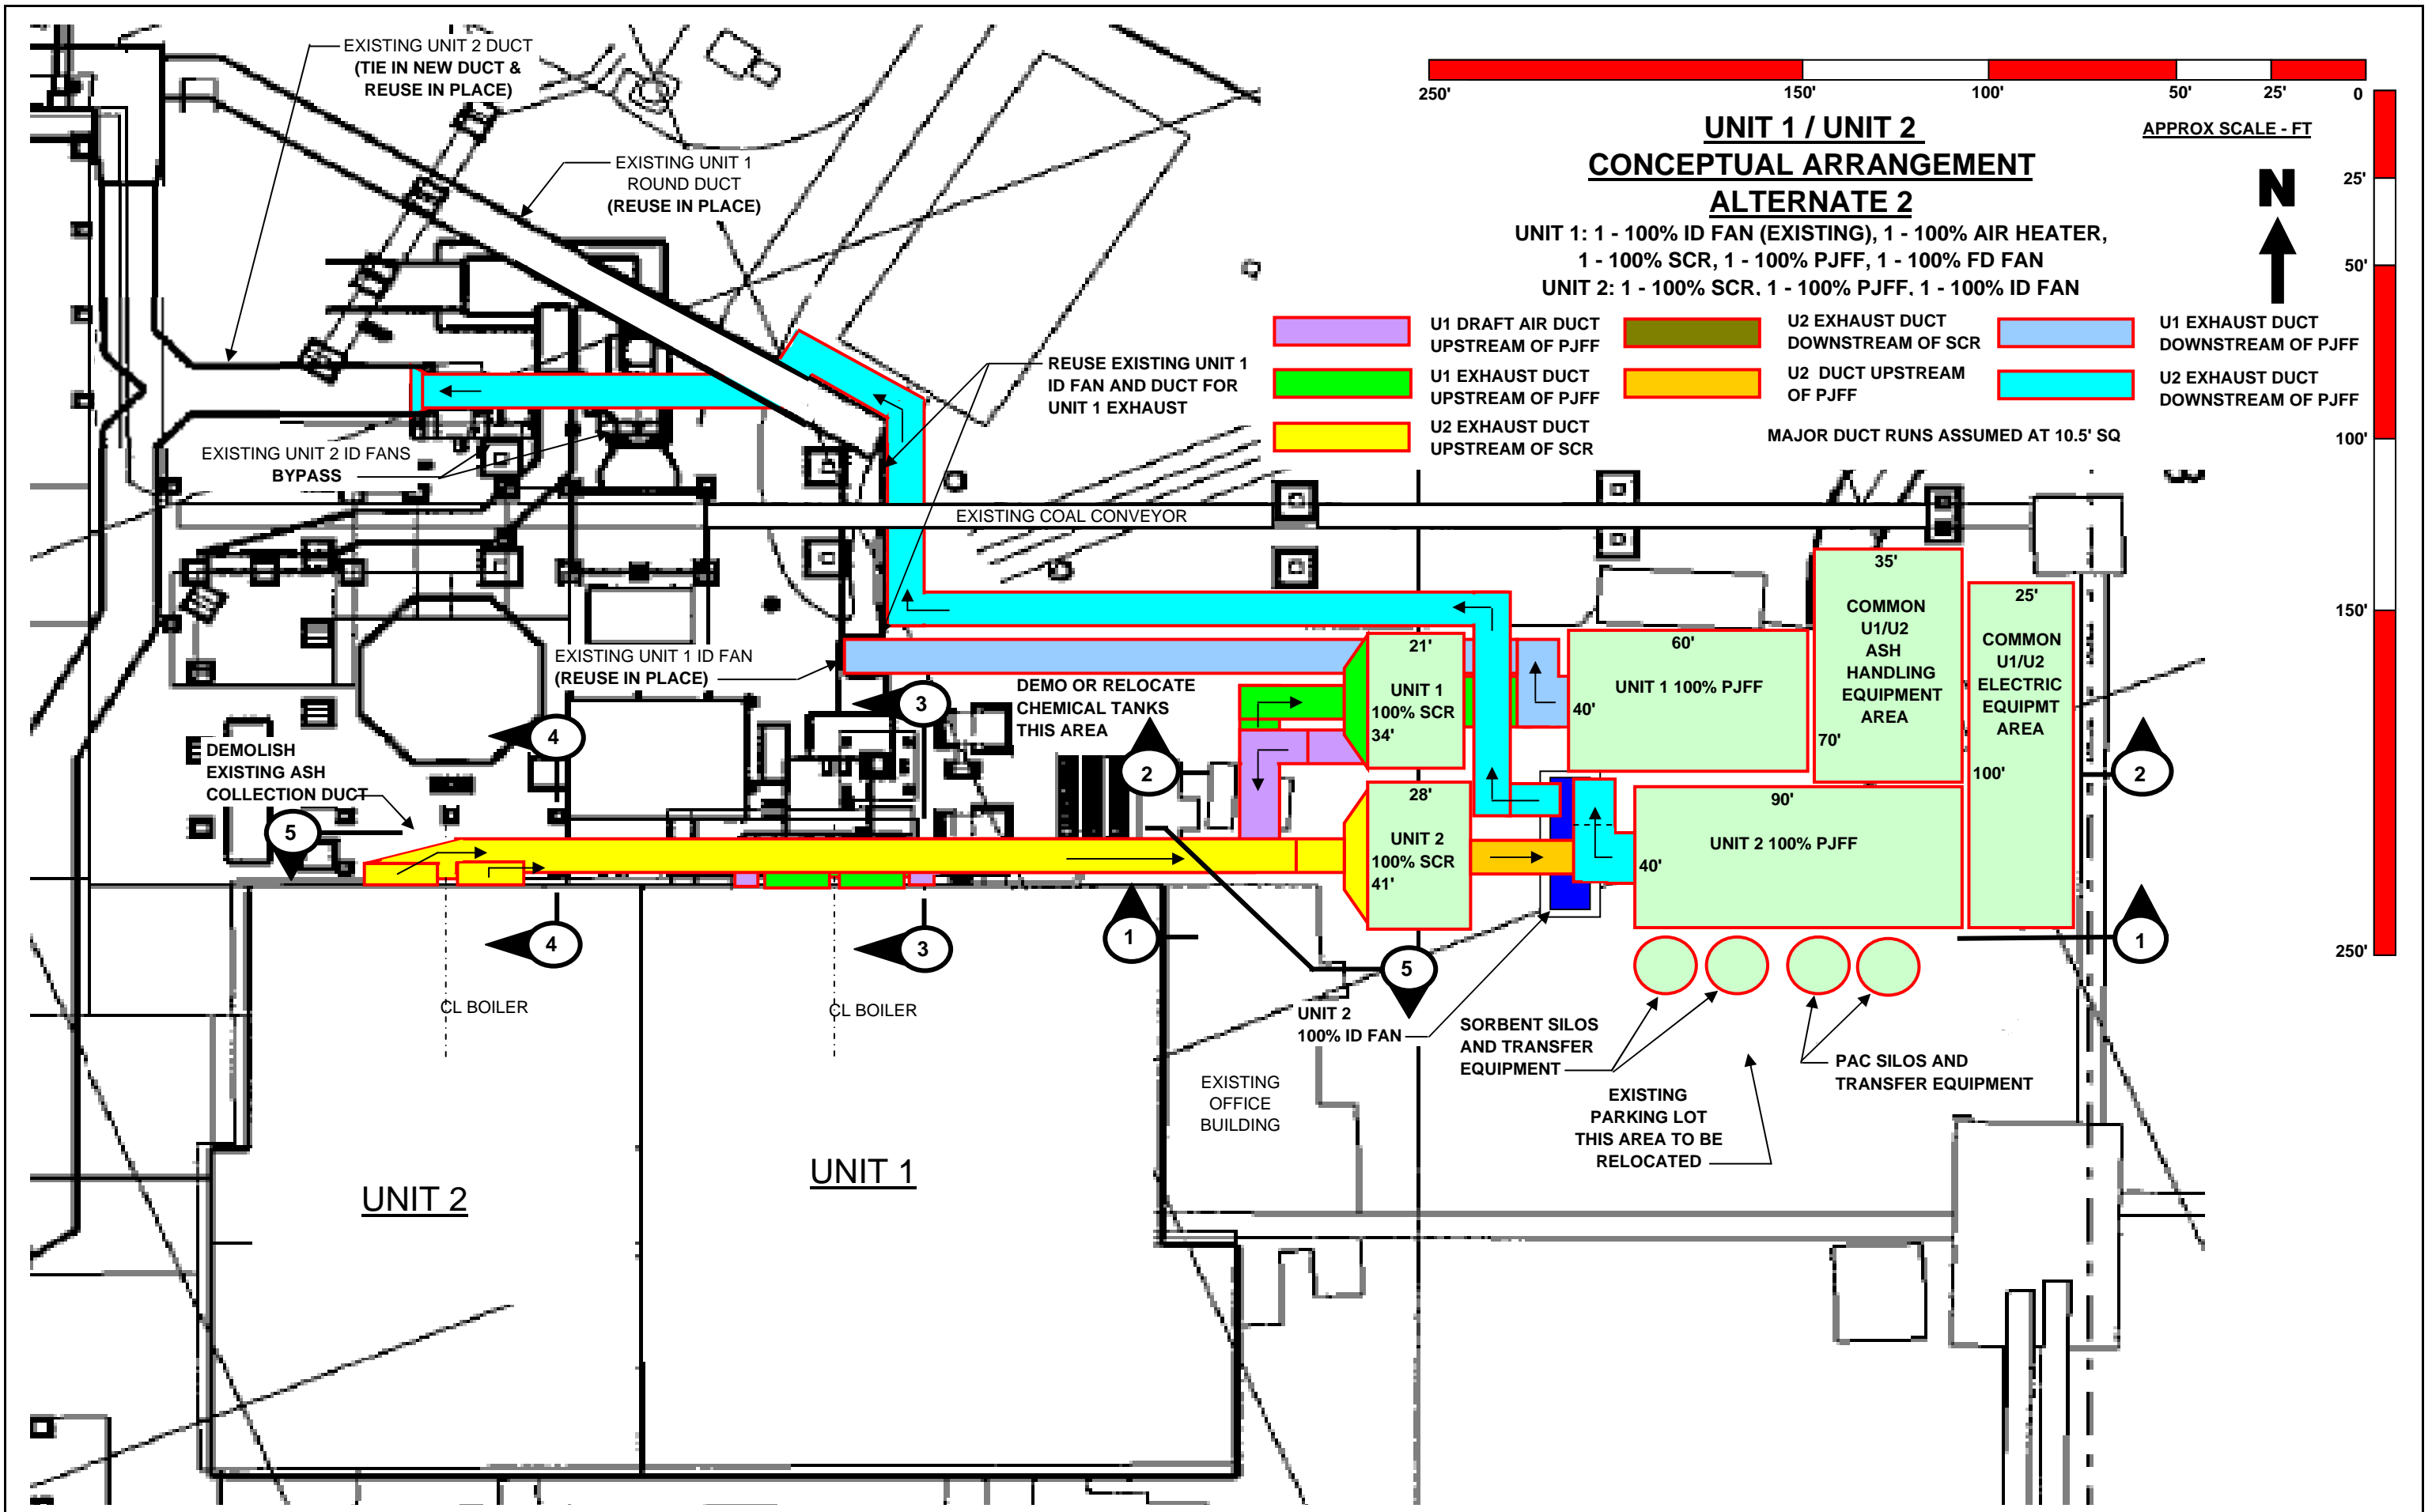 EXISTING UNIT 2 DUCT
(TIE IN NEW DUCT &
REUSE IN PLACE)
EXISTING UNIT 1
ROUND DUCT
(REUSE IN PLACE)
250'
150'
100'
50'
25'
0
APPROX SCALE - FT
25'
50'
100'
150'
250'
N
UNIT 1 / UNIT 2
CONCEPTUAL ARRANGEMENT
ALTERNATE 2
UNIT 1: 1 - 100% ID FAN (EXISTING), 1 - 100% AIR HEATER,
1 - 100% SCR, 1 - 100% PJFF, 1 - 100% FD FAN
UNIT 2: 1 - 100% SCR, 1 - 100% PJFF, 1 - 100% ID FAN
U1 DRAFT AIR DUCT
UPSTREAM OF PJFF
U2 EXHAUST DUCT
DOWNSTREAM OF SCR
U1 EXHAUST DUCT
DOWNSTREAM OF PJFF
U1 EXHAUST DUCT
UPSTREAM OF PJFF
U2 DUCT UPSTREAM
OF PJFF
U2 EXHAUST DUCT
DOWNSTREAM OF PJFF
U2 EXHAUST DUCT
UPSTREAM OF SCR
MAJOR DUCT RUNS ASSUMED AT 10.5' SQ
REUSE EXISTING UNIT 1
ID FAN AND DUCT FOR
UNIT 1 EXHAUST
EXISTING UNIT 2 ID FANS
BYPASS
EXISTING COAL CONVEYOR
EXISTING UNIT 1 ID FAN
(REUSE IN PLACE)
DEMO OR RELOCATE
CHEMICAL TANKS
THIS AREA
DEMOLISH
EXISTING ASH
COLLECTION DUCT
21'
UNIT 1
100% SCR
34'
60'
UNIT 1 100% PJFF
40'
35'
COMMON
U1/U2
ASH
HANDLING
EQUIPMENT
AREA
70'
25'
COMMON
U1/U2
ELECTRIC
EQUIPMT
AREA
100'
28'
UNIT 2
100% SCR
41'
90'
UNIT 2 100% PJFF
40'
3
4
2
2
5
4
3
1
5
1
CL BOILER
CL BOILER
UNIT 2
100% ID FAN
SORBENT SILOS
AND TRANSFER
EQUIPMENT
PAC SILOS AND
TRANSFER EQUIPMENT
EXISTING
OFFICE
BUILDING
EXISTING
PARKING LOT
THIS AREA TO BE
RELOCATED
UNIT 2
UNIT 1